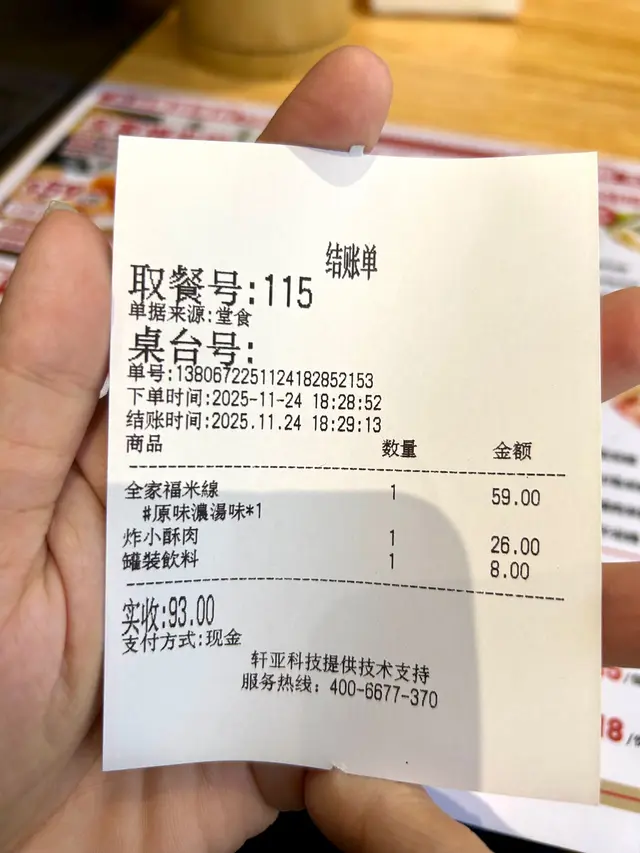 结账单
取餐号:115
单据来源:堂食
桌台号:
单号:1380672251124182852153
下单时间:2025-11-24 18:28:52
结账时间:2025.11.24 18:29:13
商品 数量 金额
全家福米線 1 59.00
#原味濃湯味*1
炸小酥肉 1 26.00
罐装飲料 1 8.00
实收:93.00
支付方式:现金
轩亚科技提供技术支持
服务热线：400-6677-370
18